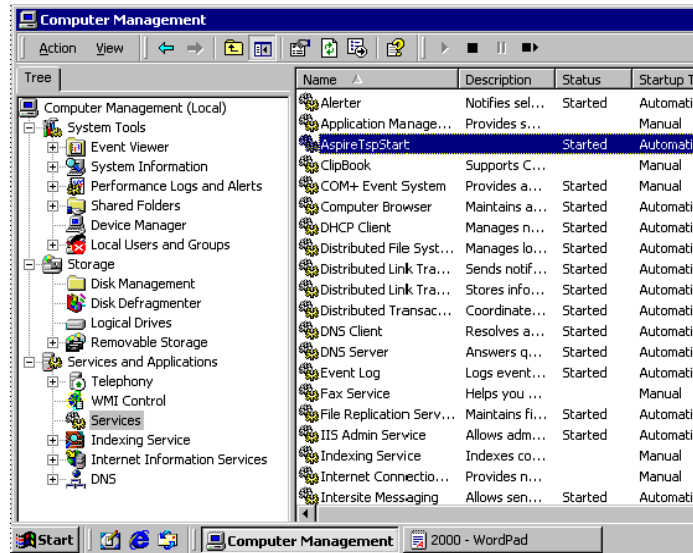 Computer Management
Action View
Tree
Computer Management (Local)
System Tools
Event Viewer
System Information
Performance Logs and Alerts
Shared Folders
Device Manager
Local Users and Groups
Storage
Disk Management
Disk Defragmenter
Logical Drives
Removable Storage
Services and Applications
Telephony
WMI Control
Services
Indexing Service
Internet Information Services
DNS
Name Description Status Startup T
Alerter Notifies sel... Started Automati
Application Manage... Provides s... Manual
AspireTspStart Started Automati
ClipBook Supports C... Manual
COM+ Event System Provides a... Started Manual
Computer Browser Maintains a... Started Automati
DHCP Client Manages n... Started Automati
Distributed File Syst... Manages lo... Started Automati
Distributed Link Tra... Sends notif... Started Automati
Distributed Link Tra... Stores info... Started Automati
Distributed Transac... Coordinate... Started Automati
DNS Client Resolves a... Started Automati
DNS Server Answers q... Started Automati
Event Log Logs event... Started Automati
Fax Service Helps you ... Manual
File Replication Serv... Maintains fi... Started Automati
IIS Admin Service Allows adm... Started Automati
Indexing Service Indexes co... Manual
Internet Connectio... Provides n... Manual
Intersite Messaging Allows sen... Started Automati
Start Computer Management 2000 - WordPad